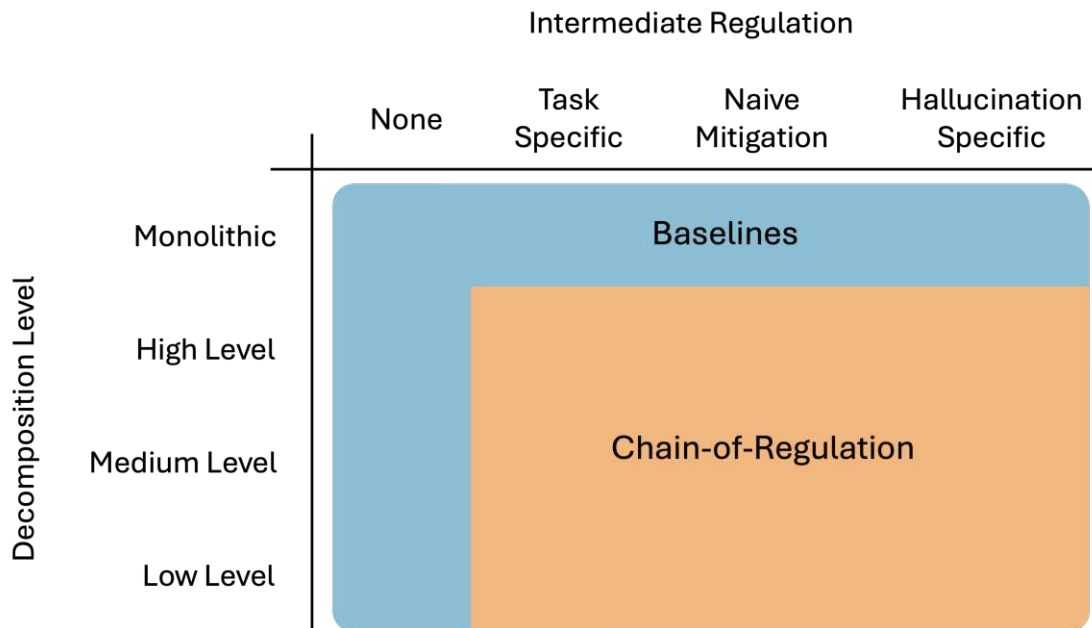 Intermediate Regulation
None
Task
Specific
Naive
Mitigation
Hallucination
Specific
Decomposition Level
Monolithic
High Level
Medium Level
Low Level
Baselines
Chain-of-Regulation